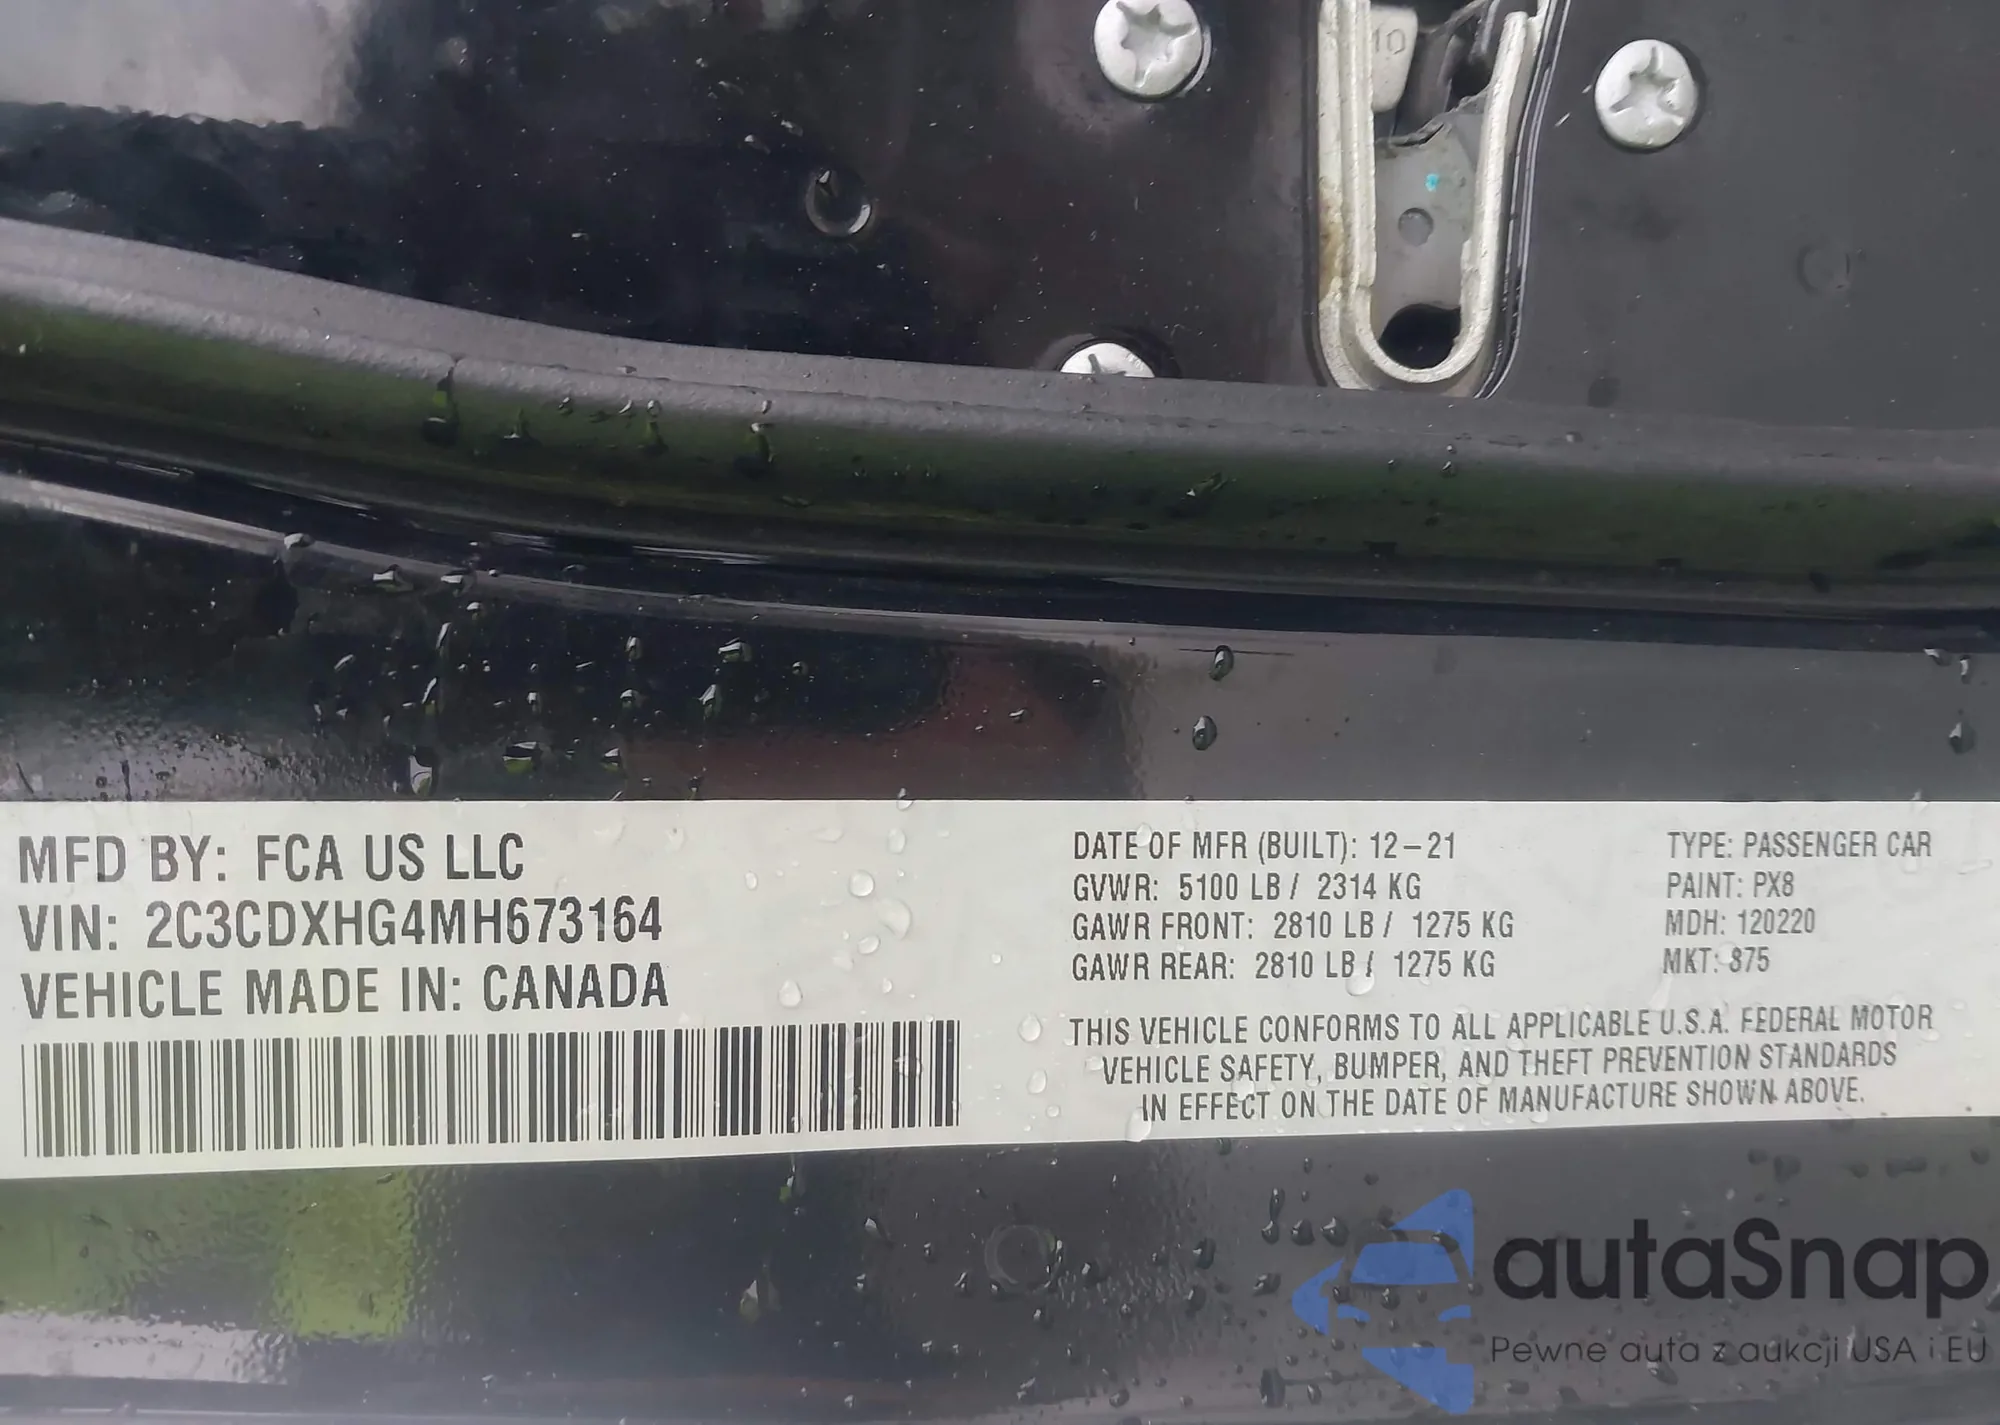 10
MFD BY: FCA US LLC
VIN: 2C3CDXHG4MH673164
VEHICLE MADE IN: CANADA
DATE OF MFR (BUILT): 12-21
GVWR: 5100 LB / 2314 KG
GAWR FRONT: 2810 LB / 1275 KG
GAWR REAR: 2810 LB / 1275 KG
TYPE: PASSENGER CAR
PAINT: PX8
MDH: 120220
MKT: 875
THIS VEHICLE CONFORMS TO ALL APPLICABLE U.S.A. FEDERAL MOTOR
VEHICLE SAFETY, BUMPER, AND THEFT PREVENTION STANDARDS
IN EFFECT ON THE DATE OF MANUFACTURE SHOWN ABOVE.
autaSnap
Pewne auta z aukcji USA i EU